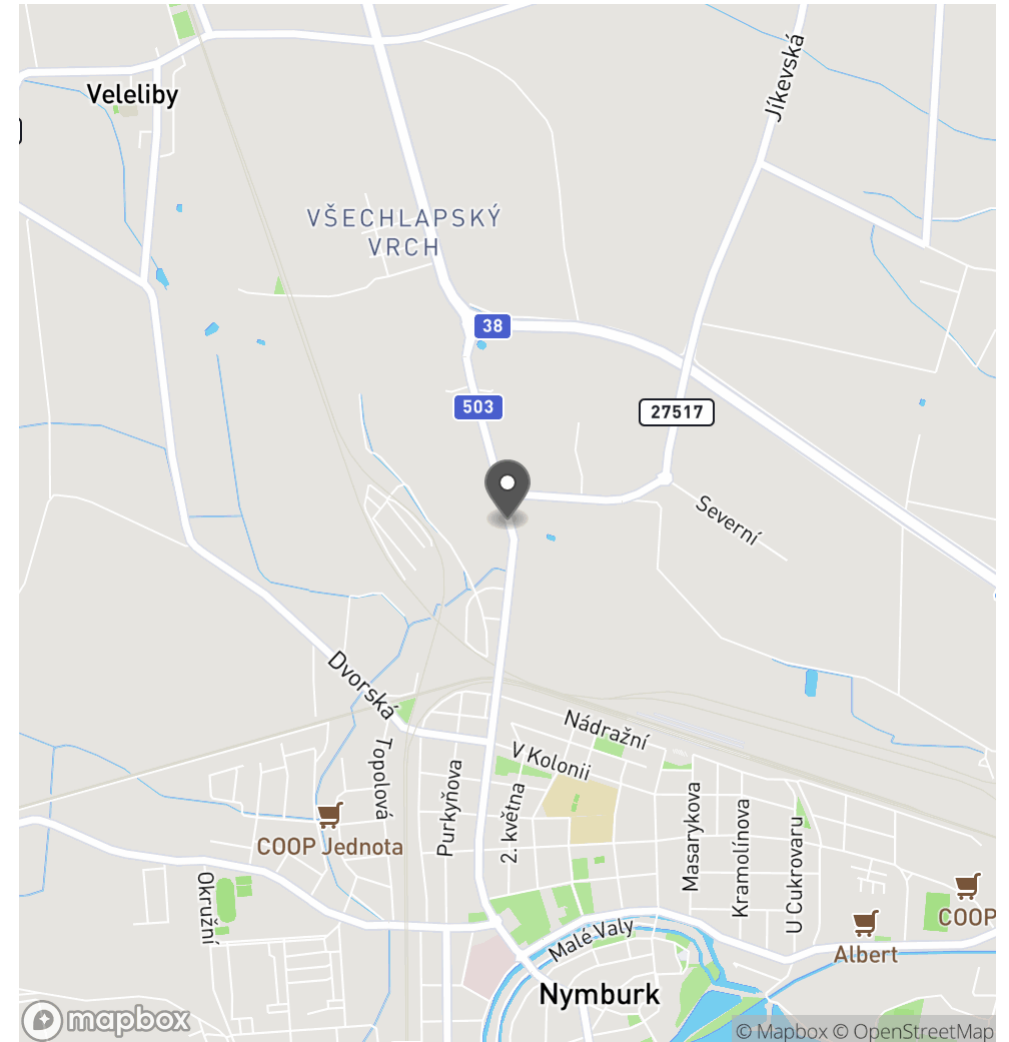 Veleliby
Jíkevská
VŠECHLAPSKÝ
VRCH
38
503
27517
Severní
Dvorská
Nádražní
V Kolonii
Topolová
Purkyňova
2. května
Masarykova
Kramolínova
U Cukrovaru
COOP Jednota
Okružní
COOP
Albert
Malé Valy
Nymburk
mapbox
© Mapbox © OpenStreetMap